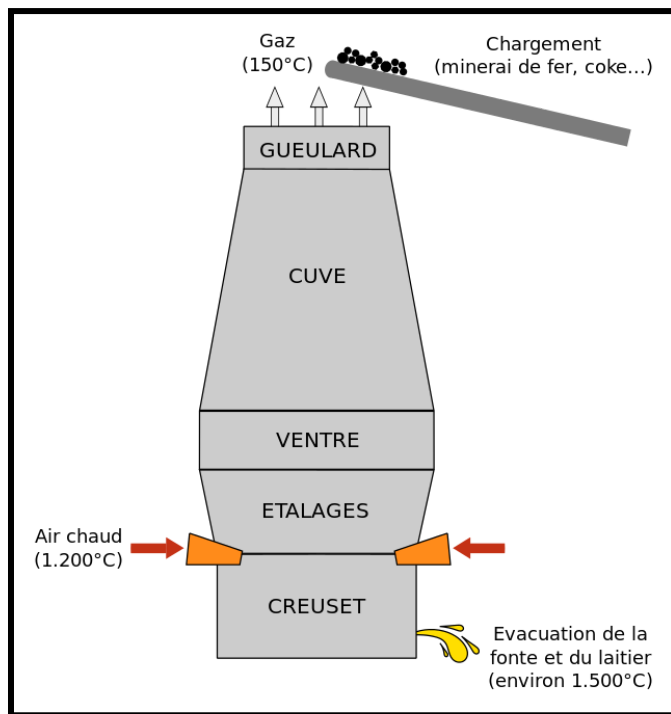 Gaz
(150°C)
Chargement
(minerai de fer, coke...)
GUEULARD
CUVE
VENTRE
ETALAGES
Air chaud
(1.200°C)
CREUSET
Evacuation de la
fonte et du laitier
(environ 1.500°C)